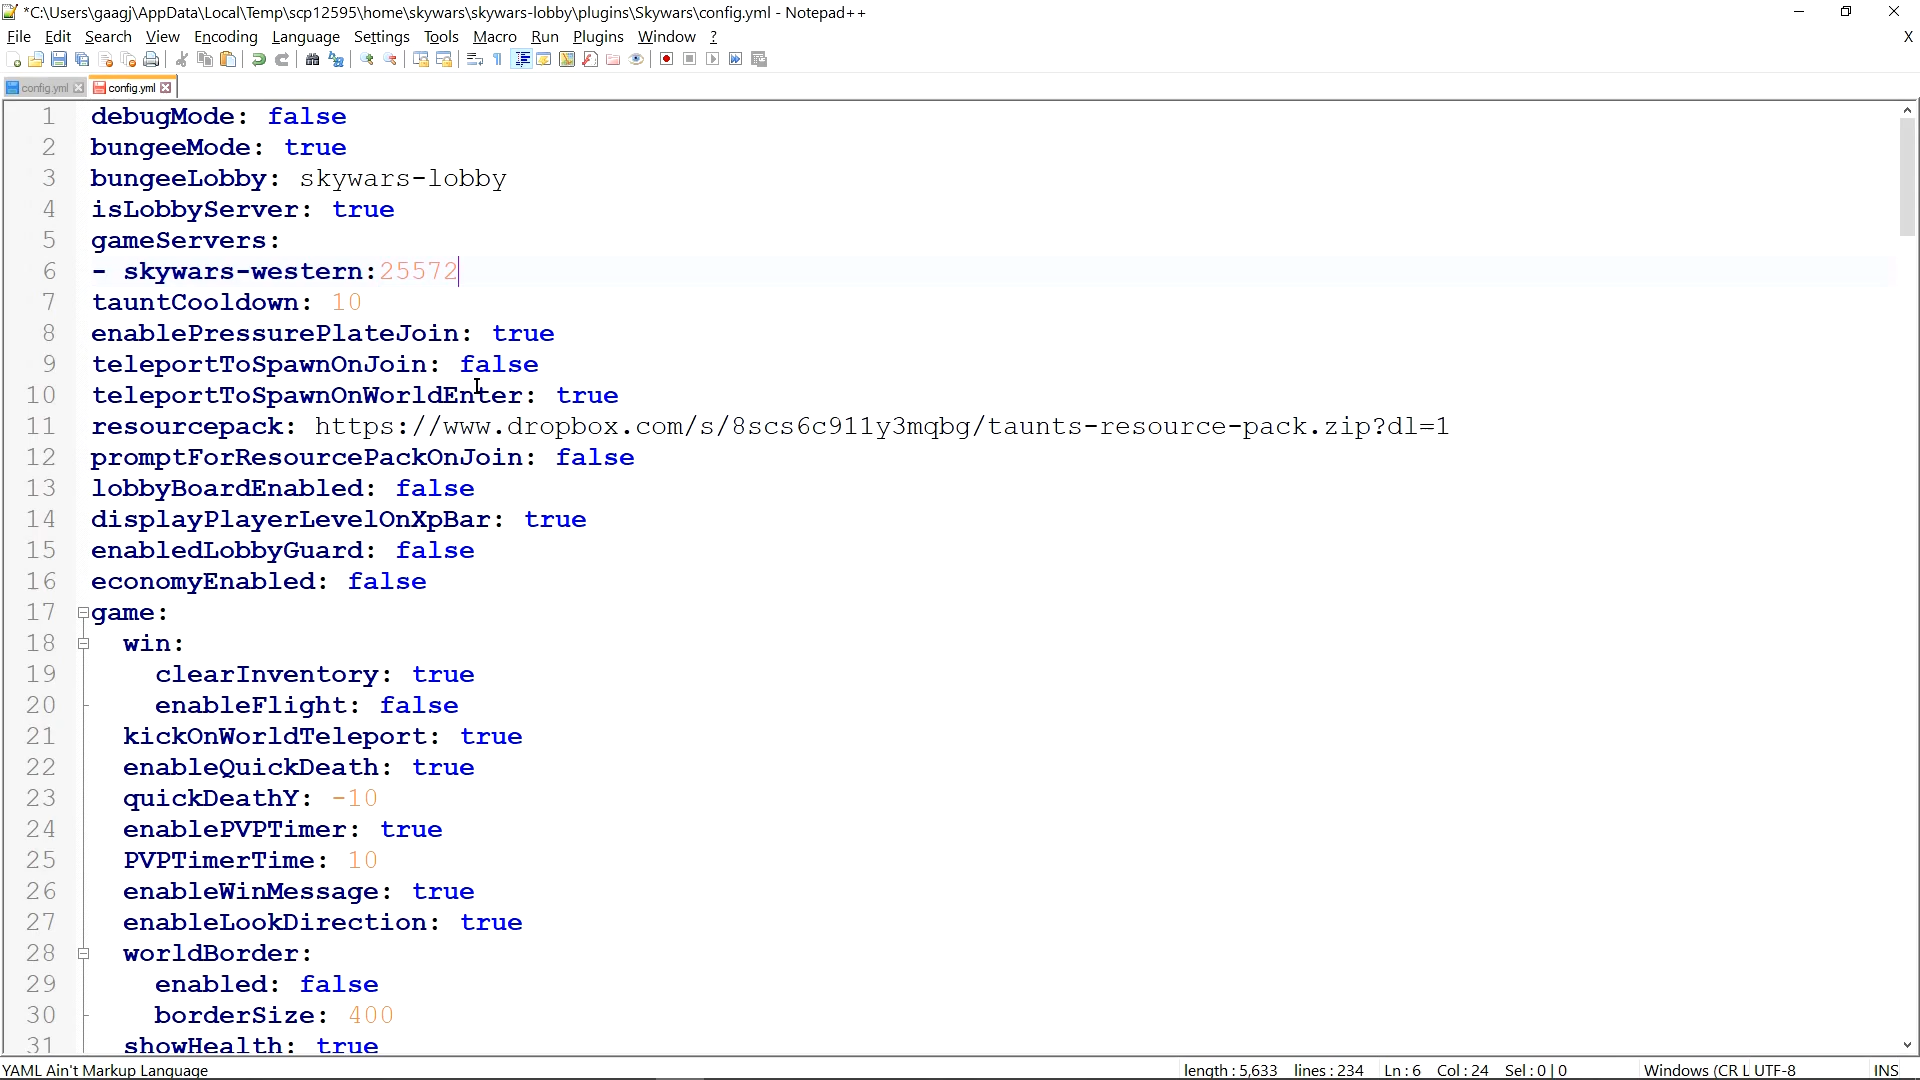 *C:\Users\gaagj\AppData\Local\Temp\scp12595\home\skywars\skywars-lobby\plugins\Skywars\config.yml - Notepad++
File Edit Search View Encoding Language Settings Tools Macro Run Plugins Window ? X
config.yml config.yml
1 debugMode: false
2 bungeeMode: true
3 bungeeLobby: skywars-lobby
4 isLobbyServer: true
5 gameServers:
6 - skywars-western:25572
7 tauntCooldown: 10
8 enablePressurePlateJoin: true
9 teleportToSpawnOnJoin: false
10 teleportToSpawnOnWorldEnter: true
11 resourcepack: https://www.dropbox.com/s/8scs6c911y3mqbg/taunts-resource-pack.zip?dl=1
12 promptForResourcePackOnJoin: false
13 lobbyBoardEnabled: false
14 displayPlayerLevelOnXpBar: true
15 enabledLobbyGuard: false
16 economyEnabled: false
17 game:
18 win:
19 clearInventory: true
20 enableFlight: false
21 kickOnWorldTeleport: true
22 enableQuickDeath: true
23 quickDeathY: -10
24 enablePVPTimer: true
25 PVPTimerTime: 10
26 enableWinMessage: true
27 enableLookDirection: true
28 worldBorder:
29 enabled: false
30 borderSize: 400
31 showHealth: true
YAML Ain't Markup Language length : 5,633 lines : 234 Ln : 6 Col : 24 Sel : 0 | 0 Windows (CR L UTF-8 INS